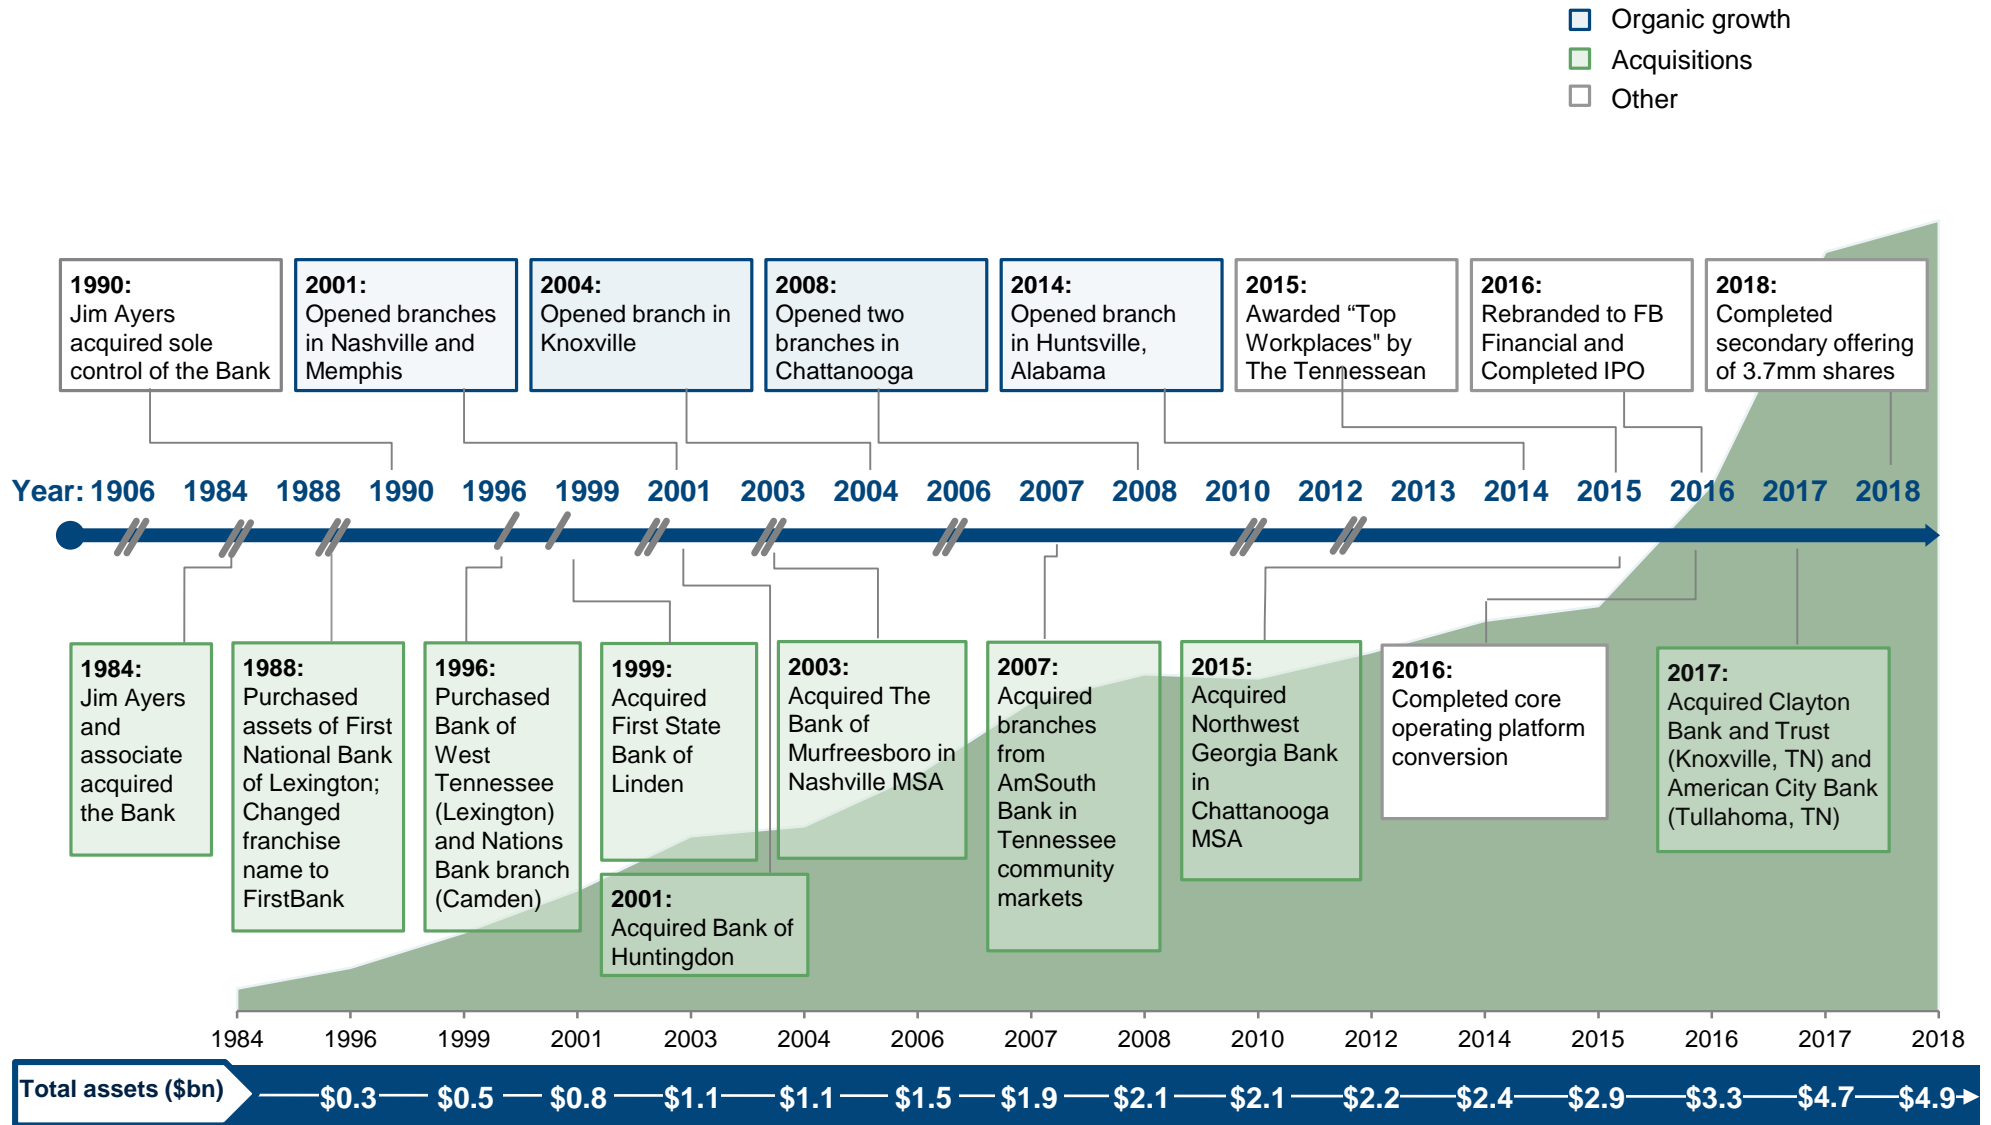 Organic growth
Acquisitions
Other
1990:
Jim Ayers
acquired sole
control of the Bank
2001:
Opened branches
in Nashville and
Memphis
2004:
Opened branch in
Knoxville
2008:
Opened two
branches in
Chattanooga
2014:
Opened branch
in Huntsville,
Alabama
2015:
Awarded “Top
Workplaces" by
The Tennessean
2016:
Rebranded to FB
Financial and
Completed IPO
2018:
Completed
secondary offering
of 3.7mm shares
Year: 1906 1984 1988 1990 1996 1999 2001 2003 2004 2006 2007 2008 2010 2012 2013 2014 2015 2016 2017 2018
1984:
Jim Ayers
and
associate
acquired
the Bank
1988:
Purchased
assets of First
National Bank
of Lexington;
Changed
franchise
name to
FirstBank
1996:
Purchased
Bank of
West
Tennessee
(Lexington)
and Nations
Bank branch
(Camden)
1999:
Acquired
First State
Bank of
Linden
2001:
Acquired Bank of
Huntingdon
2003:
Acquired The
Bank of
Murfreesboro in
Nashville MSA
2007:
Acquired
branches
from
AmSouth
Bank in
Tennessee
community
markets
2015:
Acquired
Northwest
Georgia Bank
in
Chattanooga
MSA
2016:
Completed core
operating platform
conversion
2017:
Acquired Clayton
Bank and Trust
(Knoxville, TN) and
American City Bank
(Tullahoma, TN)
1984 1996 1999 2001 2003 2004 2006 2007 2008 2010 2012 2014 2015 2016 2017 2018
Total assets ($bn) $0.3 $0.5 $0.8 $1.1 $1.1 $1.5 $1.9 $2.1 $2.1 $2.2 $2.4 $2.9 $3.3 $4.7 $4.9